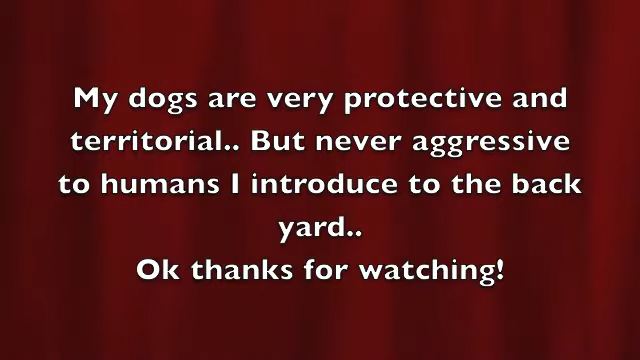 My dogs are very protective and
territorial.. But never aggressive
to humans I introduce to the back
yard..
Ok thanks for watching!